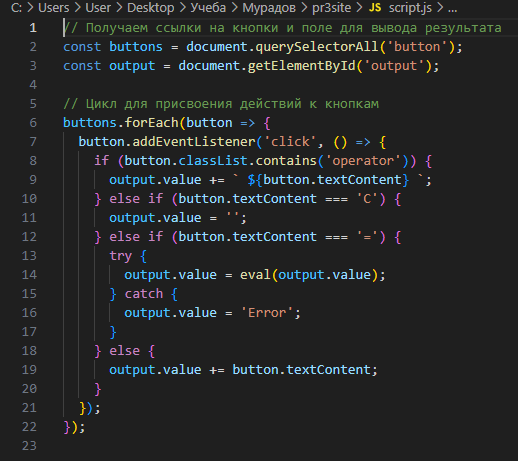 C: > Users > User > Desktop > Учеба > Мурадов > pr3site > JS script.js > ...
1 // Получаем ссылки на кнопки и поле для вывода результата
2 const buttons = document.querySelectorAll('button');
3 const output = document.getElementById('output');
4
5 // Цикл для присвоения действий к кнопкам
6 buttons.forEach(button => {
7   button.addEventListener('click', () => {
8     if (button.classList.contains('operator')) {
9       output.value += ` ${button.textContent} `;
10     } else if (button.textContent === 'C') {
11       output.value = '';
12     } else if (button.textContent === '=') {
13       try {
14         output.value = eval(output.value);
15       } catch {
16         output.value = 'Error';
17       }
18     } else {
19       output.value += button.textContent;
20     }
21   });
22 });
23